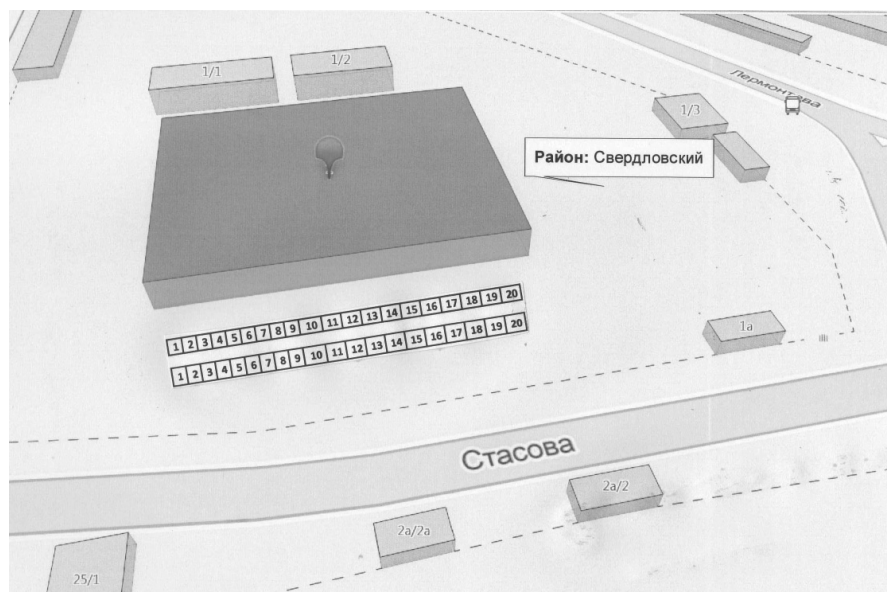 1/1
1/2
Лермонтова
1/3
Район: Свердловский
1 2 3 4 5 6 7 8 9 10 11 12 13 14 15 16 17 18 19 20
1 2 3 4 5 6 7 8 9 10 11 12 13 14 15 16 17 18 19 20
1а
Стасова
2а/2
2а/2а
25/1